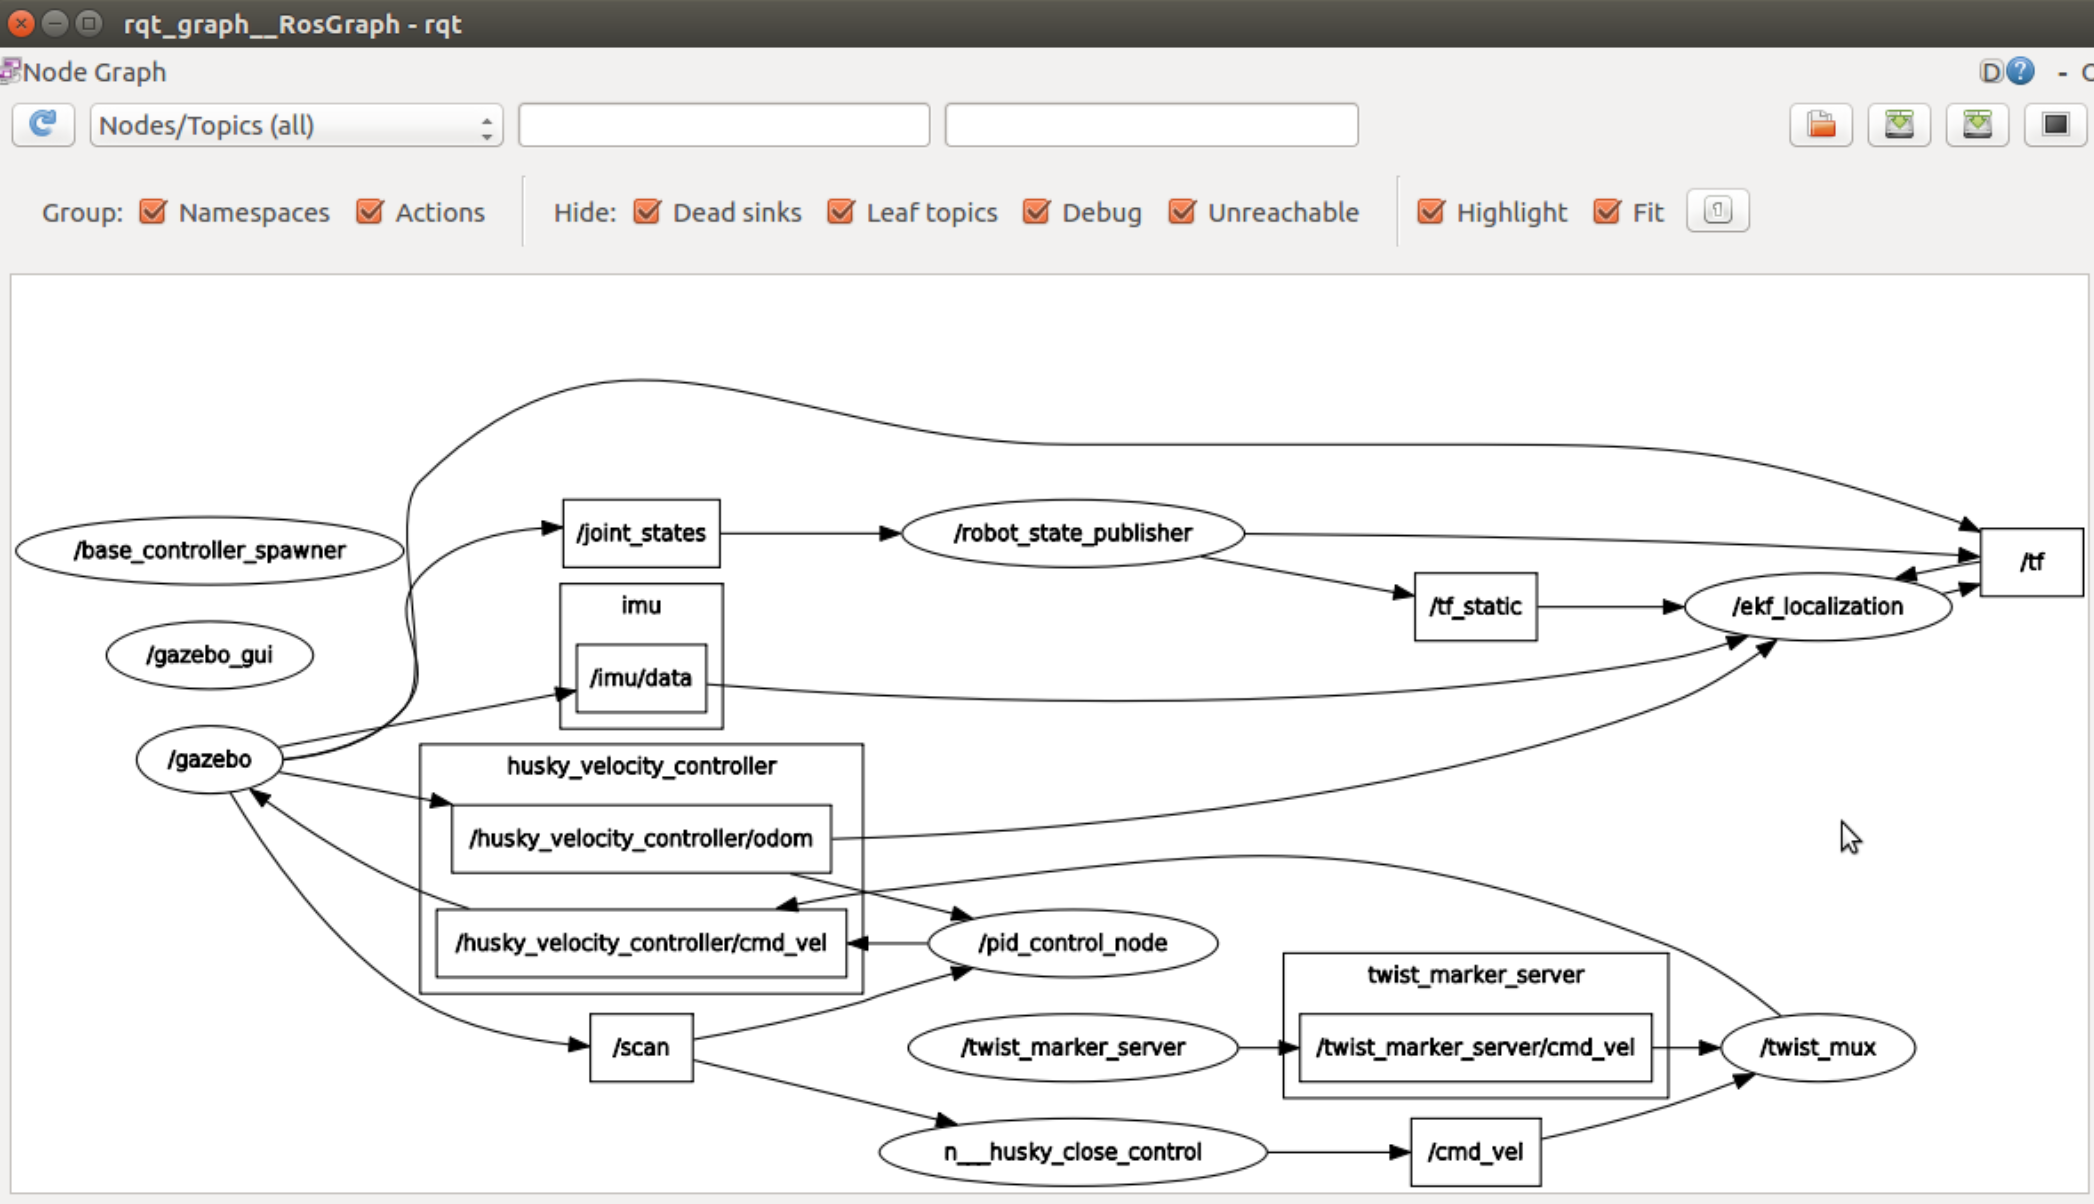 rqt_graph__RosGraph - rqt
Node Graph
D ? - O
Nodes/Topics (all)
Group: Namespaces Actions Hide: Dead sinks Leaf topics Debug Unreachable Highlight Fit
/base_controller_spawner
/gazebo_gui
/gazebo
/joint_states
imu
/imu/data
husky_velocity_controller
/husky_velocity_controller/odom
/husky_velocity_controller/cmd_vel
/scan
/robot_state_publisher
/pid_control_node
/twist_marker_server
n___husky_close_control
/tf_static
twist_marker_server
/twist_marker_server/cmd_vel
/cmd_vel
/ekf_localization
/twist_mux
/tf